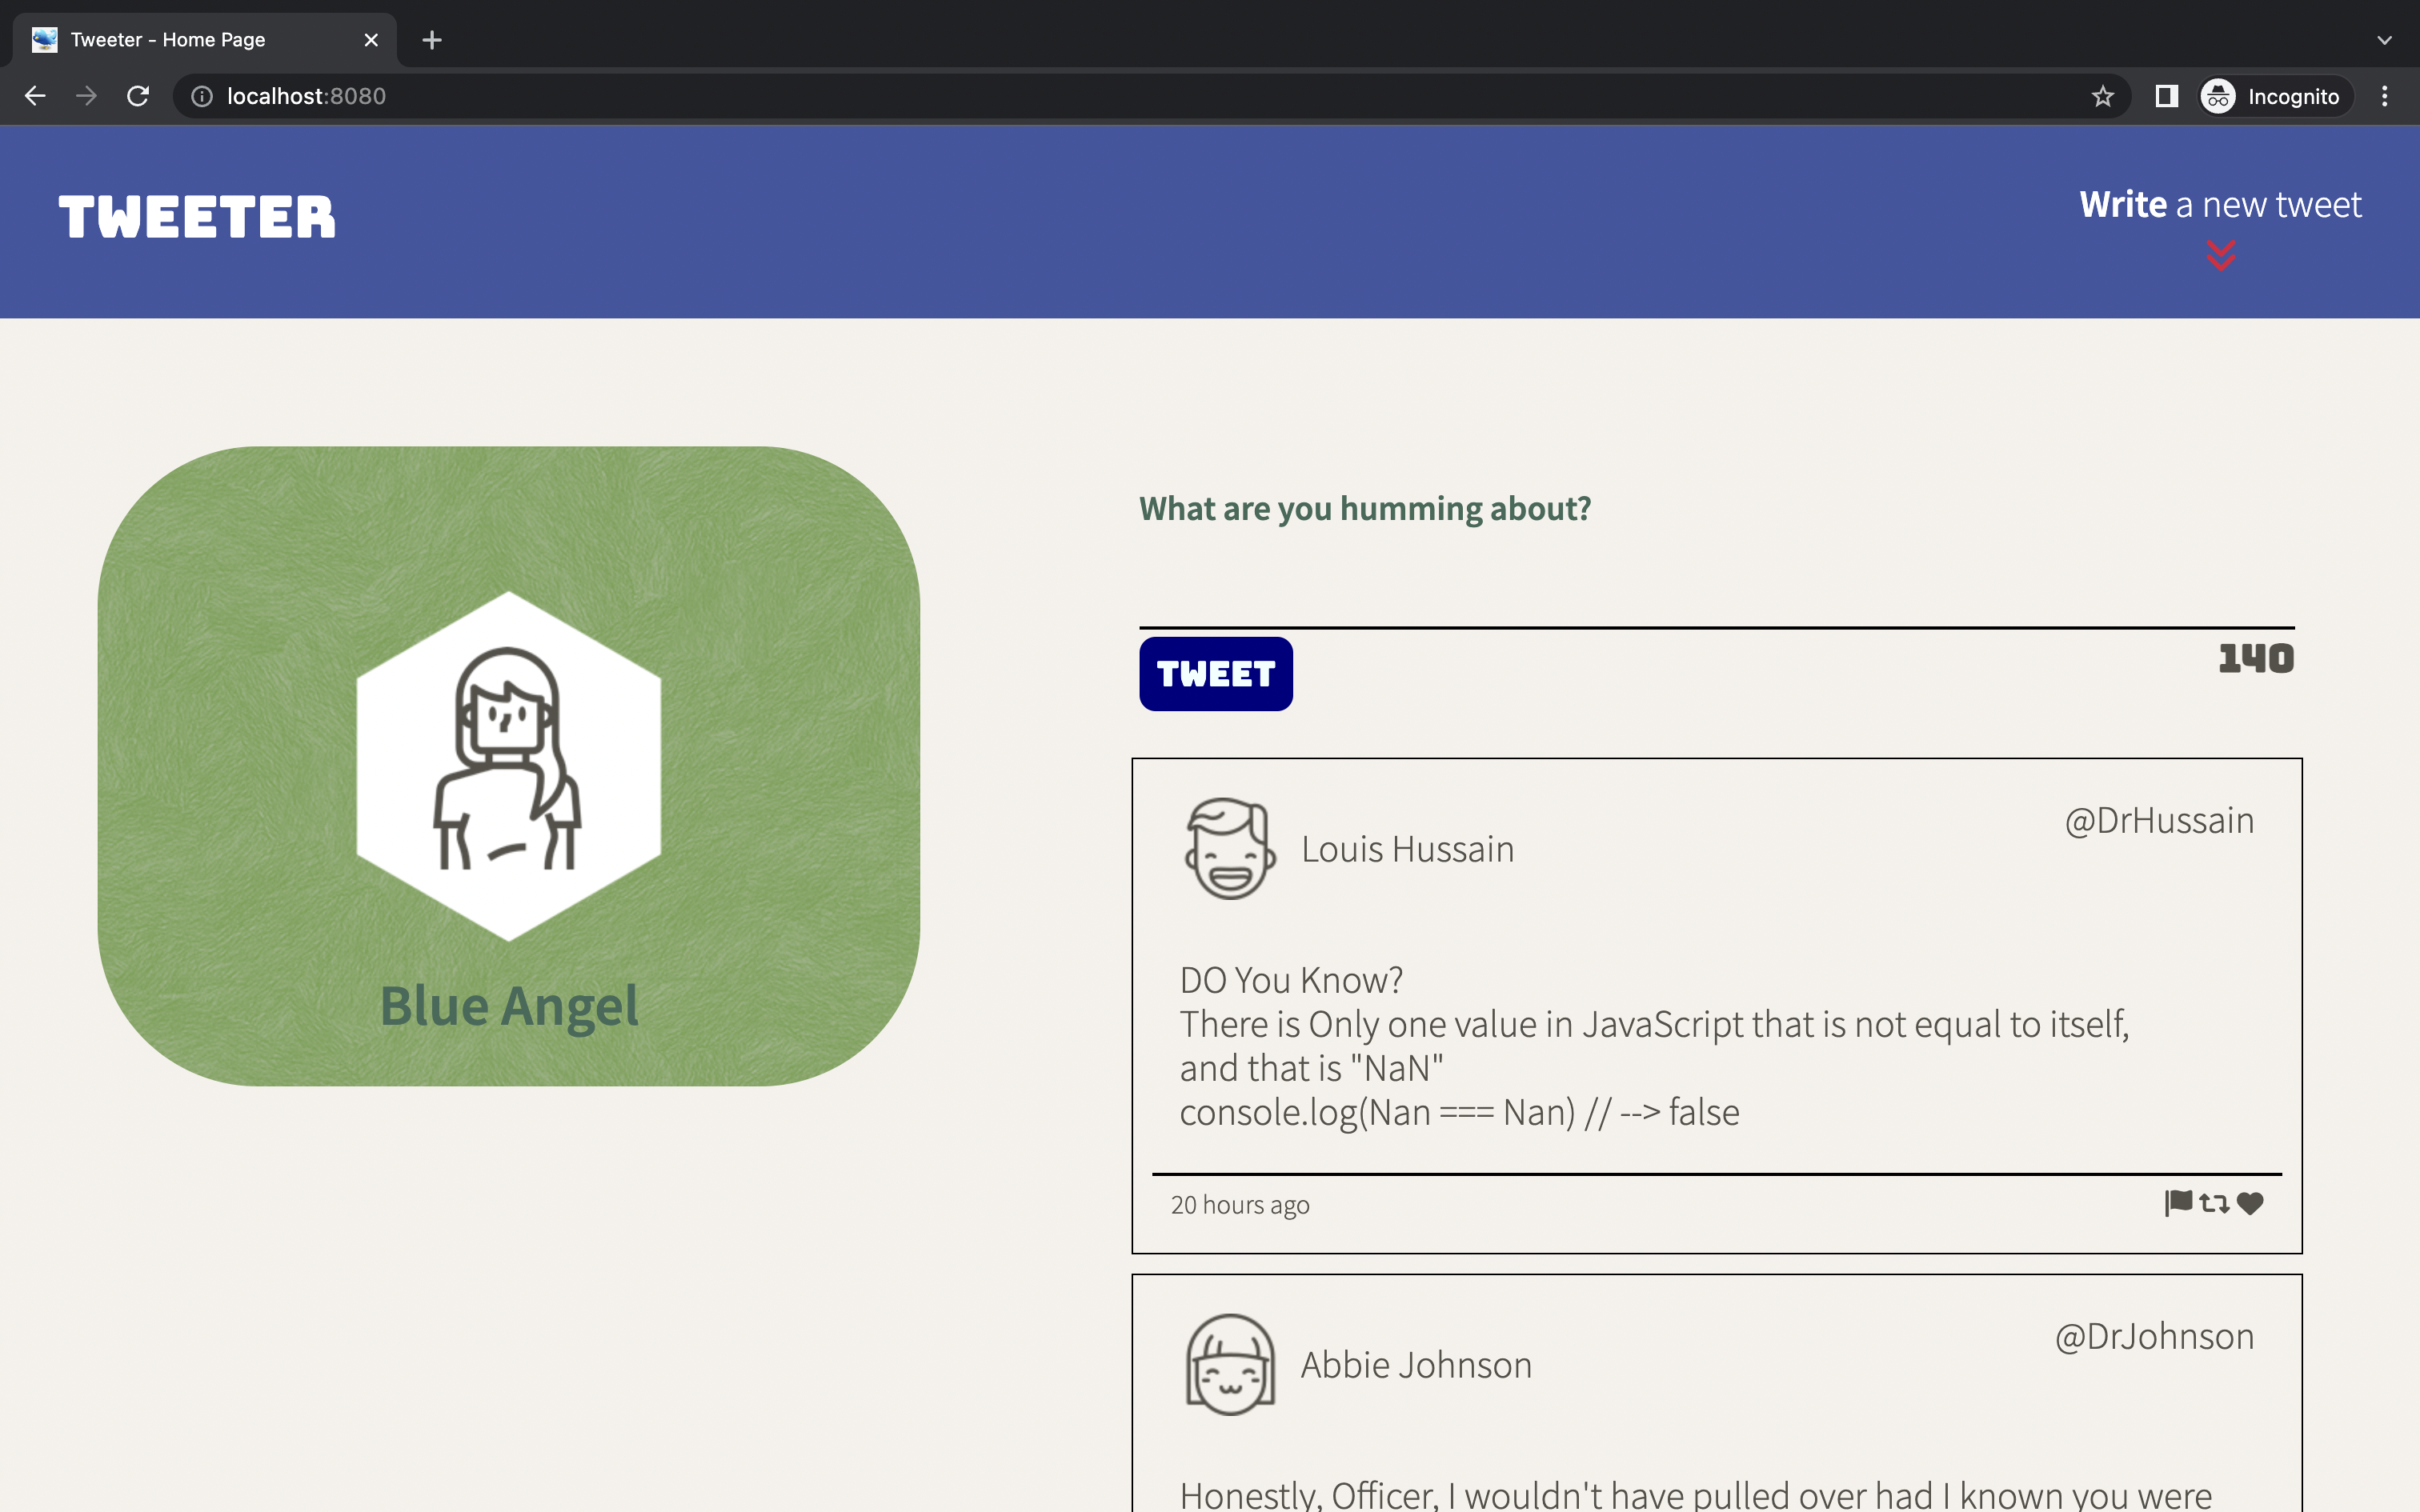 Tweeter - Home Page
localhost:8080
Incognito
TWEETER
Write a new tweet
Blue Angel
What are you humming about?
TWEET
140
Louis Hussain
@DrHussain
DO You Know?
There is Only one value in JavaScript that is not equal to itself,
and that is "NaN"
console.log(Nan === Nan) // --> false
20 hours ago
Abbie Johnson
@DrJohnson
Honestly, Officer, I wouldn't have pulled over had I known you were